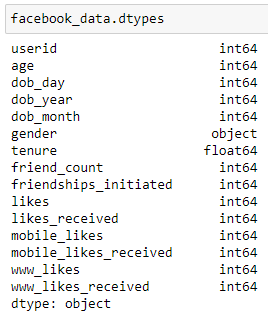 facebook_data.dtypes
userid int64
age int64
dob_day int64
dob_year int64
dob_month int64
gender object
tenure float64
friend_count int64
friendships_initiated int64
likes int64
likes_received int64
mobile_likes int64
mobile_likes_received int64
www_likes int64
www_likes_received int64
dtype: object